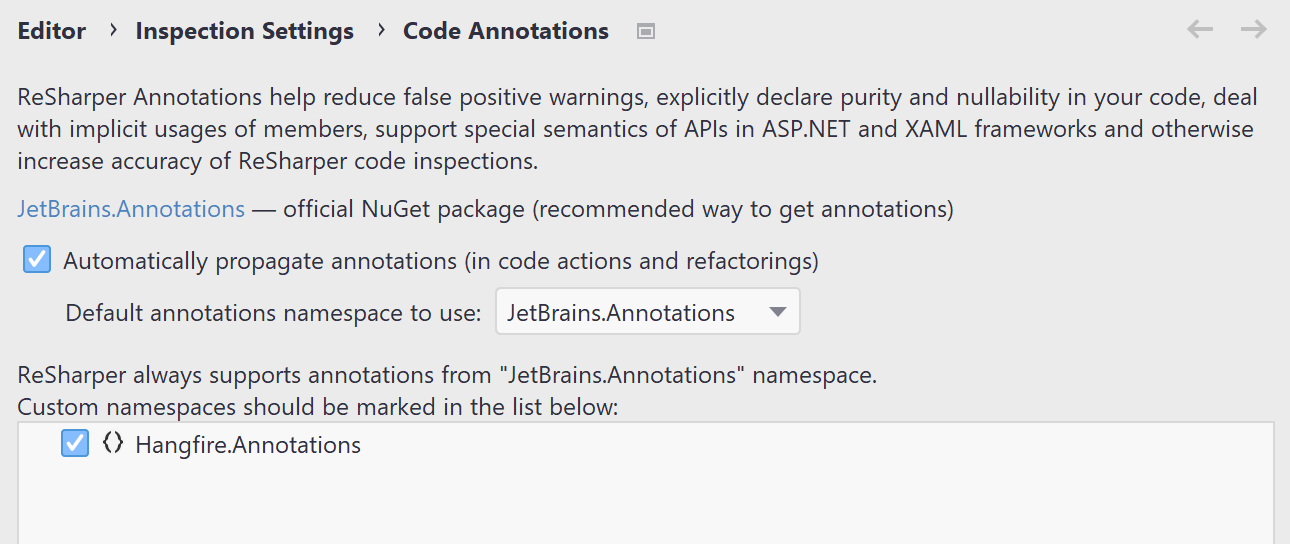 Editor › Inspection Settings › Code Annotations
ReSharper Annotations help reduce false positive warnings, explicitly declare purity and nullability in your code, deal
with implicit usages of members, support special semantics of APIs in ASP.NET and XAML frameworks and otherwise
increase accuracy of ReSharper code inspections.
JetBrains.Annotations — official NuGet package (recommended way to get annotations)
Automatically propagate annotations (in code actions and refactorings)
Default annotations namespace to use: JetBrains.Annotations
ReSharper always supports annotations from "JetBrains.Annotations" namespace.
Custom namespaces should be marked in the list below:
Hangfire.Annotations